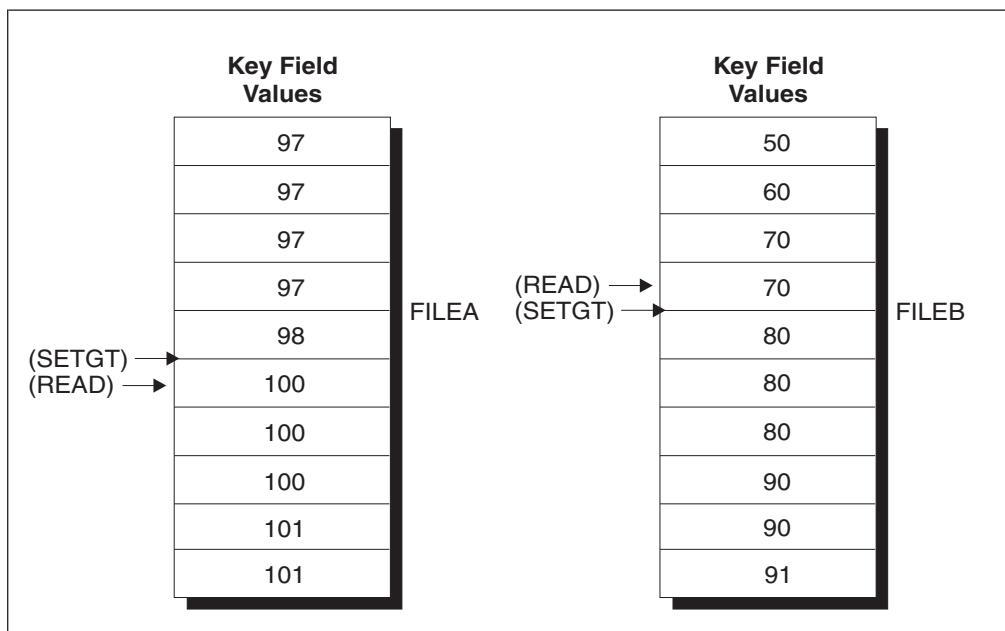 Key Field
Values
97
97
97
97
98
100
100
100
101
101
(SETGT)
(READ)
FILEA
Key Field
Values
50
60
70
70
80
80
80
90
90
91
(READ)
(SETGT)
FILEB